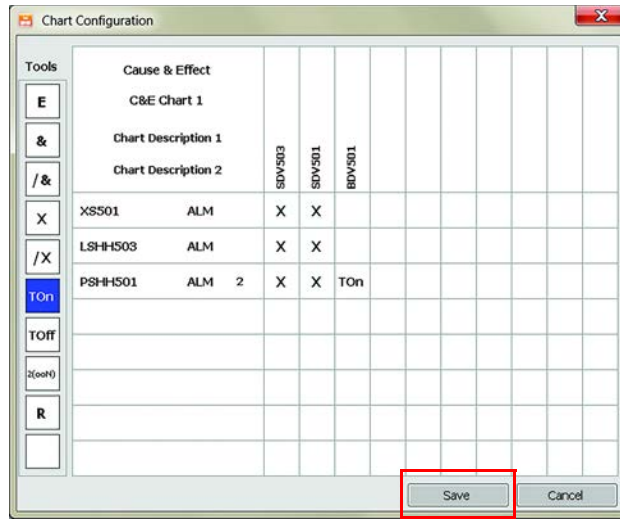 Chart Configuration
X
Tools
Cause & Effect
C&E Chart 1
Chart Description 1
Chart Description 2
SDV503
SDV501
BDV501
E
&
/&
X
/X
TOn
TOff
2(ooN)
R
XS501 ALM X X
LSHH503 ALM X X
PSHH501 ALM 2 X X TOn
Save Cancel